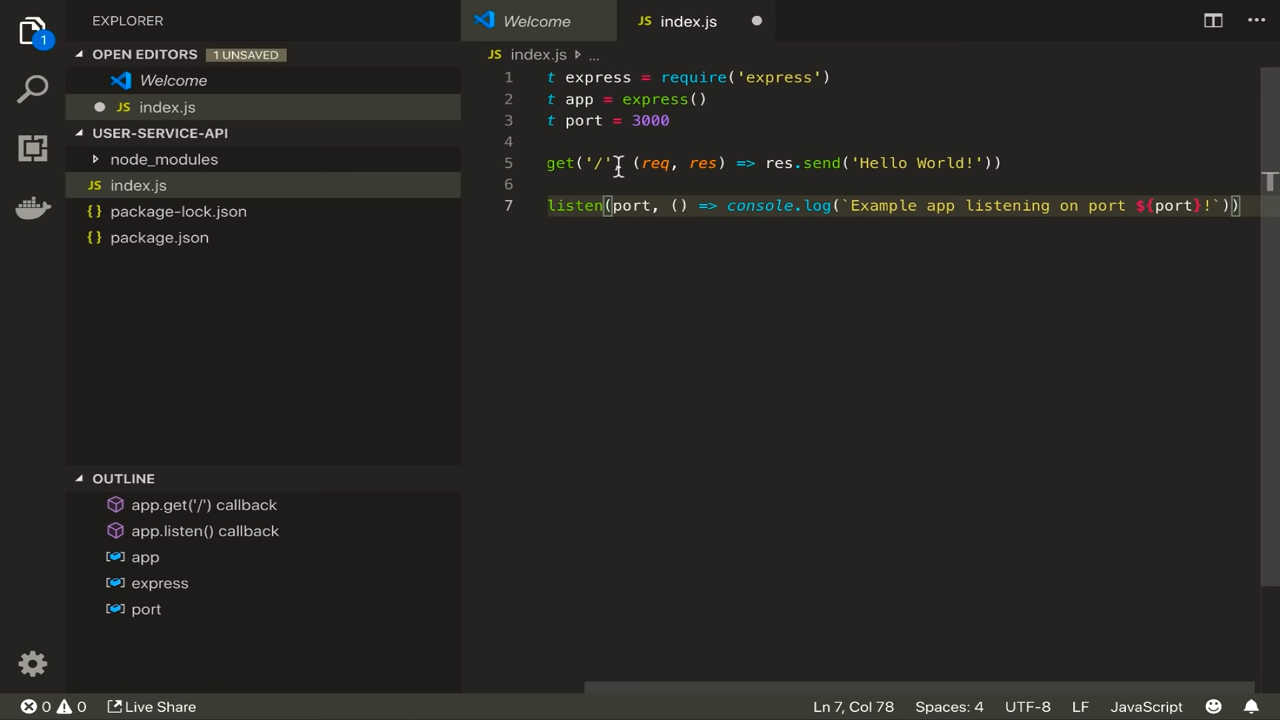 EXPLORER
OPEN EDITORS 1 UNSAVED
Welcome
JS index.js
USER-SERVICE-API
node_modules
JS index.js
{} package-lock.json
{} package.json
OUTLINE
app.get('/') callback
app.listen() callback
app
express
port
1
Welcome
JS index.js
JS index.js ...
1 t express = require('express')
2 t app = express()
3 t port = 3000
4
5 get('/', (req, res) => res.send('Hello World!'))
6
7 listen(port, () => console.log(`Example app listening on port ${port}!`))
0 0 Live Share Ln 7, Col 78 Spaces: 4 UTF-8 LF JavaScript